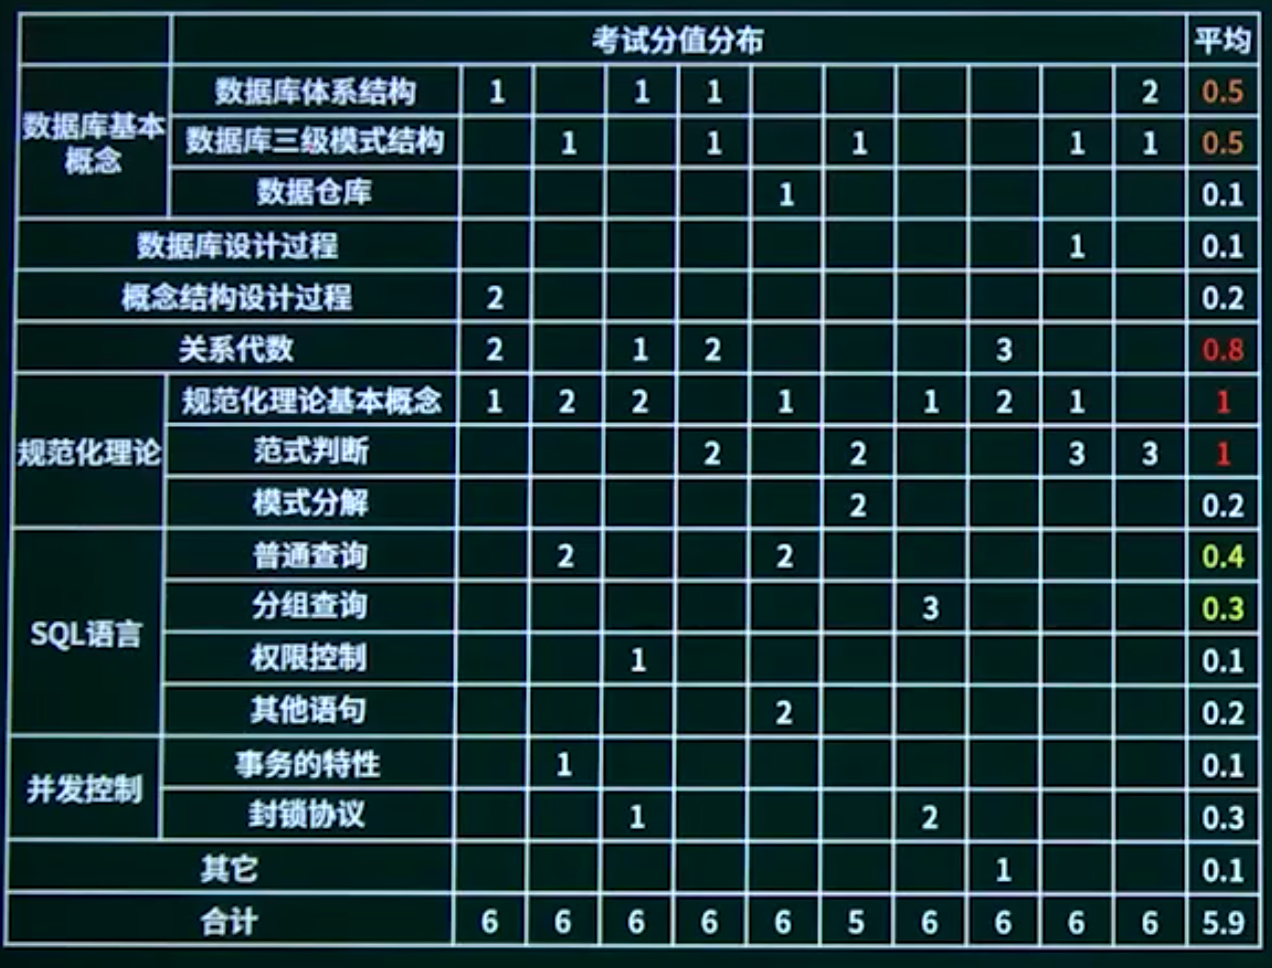 考试分值分布 平均
数据库基本概念 数据库体系结构 1 1 1 2 0.5
数据库三级模式结构 1 1 1 1 1 0.5
数据仓库 1 0.1
数据库设计过程 1 0.1
概念结构设计过程 2 0.2
关系代数 2 1 2 3 0.8
规范化理论 规范化理论基本概念 1 2 2 1 1 2 1 1
范式判断 2 2 3 3 1
模式分解 2 0.2
SQL语言 普通查询 2 2 0.4
分组查询 3 0.3
权限控制 1 0.1
其他语句 2 0.2
并发控制 事务的特性 1 0.1
封锁协议 1 2 0.3
其它 1 0.1
合计 6 6 6 6 6 5 6 6 6 6 5.9